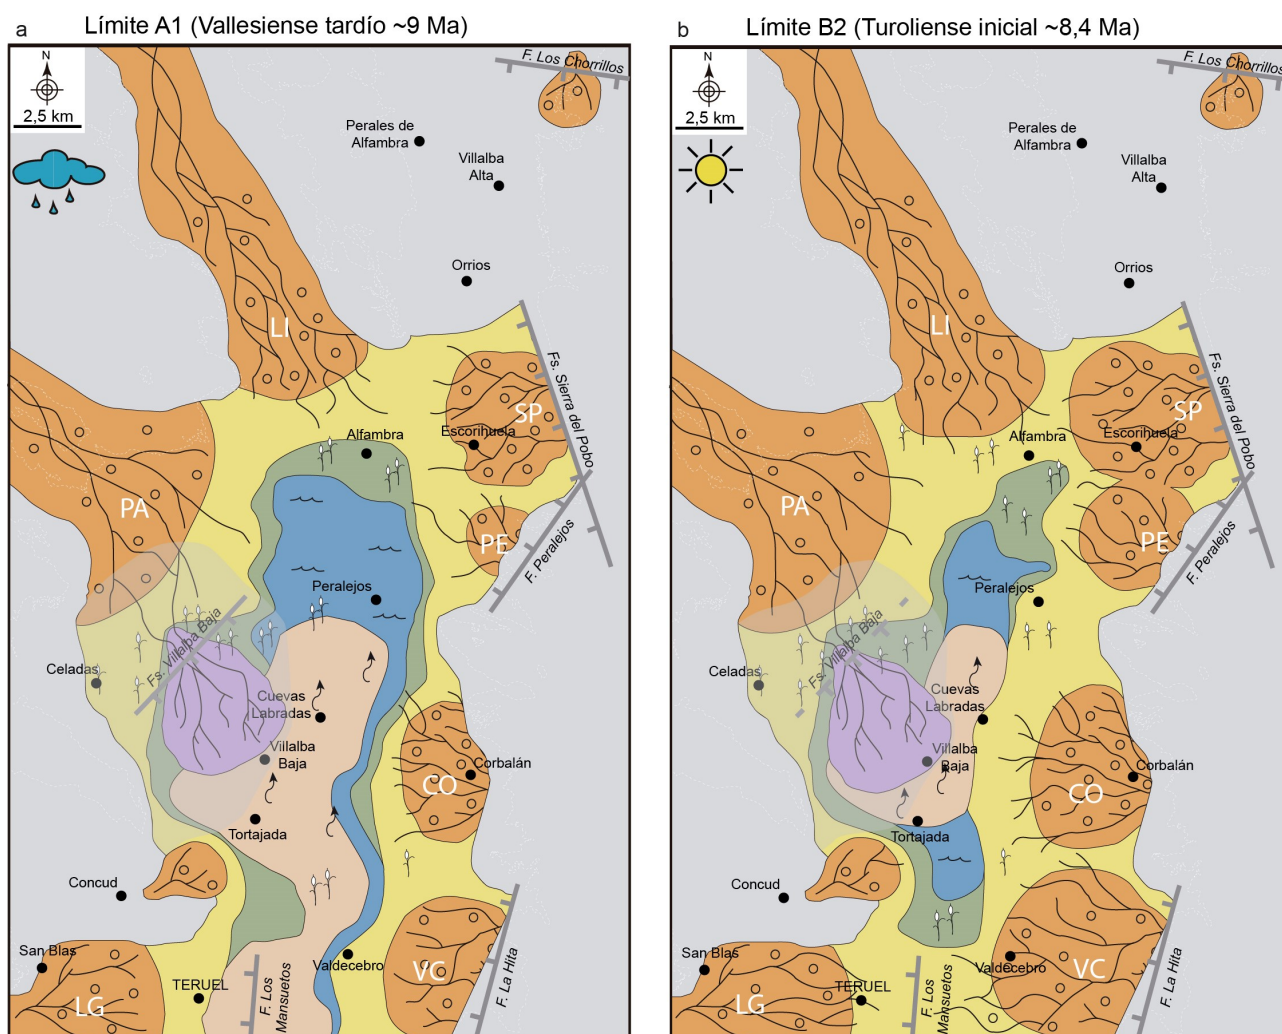 a
Límite A1 (Vallesiense tardío ~9 Ma)
N
2,5 km
F. Los Chorrillos
Perales de
Alfambra
Villalba
Alta
Orrios
LI
Fs. Sierra del Pobo
SP
Escorihuela
Alfambra
PA
PE
F. Peralejos
Peralejos
Fs. Villalba Baja
Celadas
Cuevas
Labradas
Villalba
Baja
Corbalán
CO
Tortajada
Concud
San Blas
LG
TERUEL
F. Los
Mansuetos
Valdecebro
VC
F. La Hita
b
Límite B2 (Turoliense inicial ~8,4 Ma)
N
2,5 km
F. Los Chorrillos
Perales de
Alfambra
Villalba
Alta
Orrios
LI
Fs. Sierra del Pobo
SP
Escorihuela
Alfambra
PA
PE
F. Peralejos
Peralejos
Fs. Villalba Baja
Celadas
Cuevas
Labradas
Villalba
Baja
Corbalán
CO
Tortajada
Concud
San Blas
LG
TERUEL
F. Los
Mansuetos
Valdecebro
VC
F. La Hita